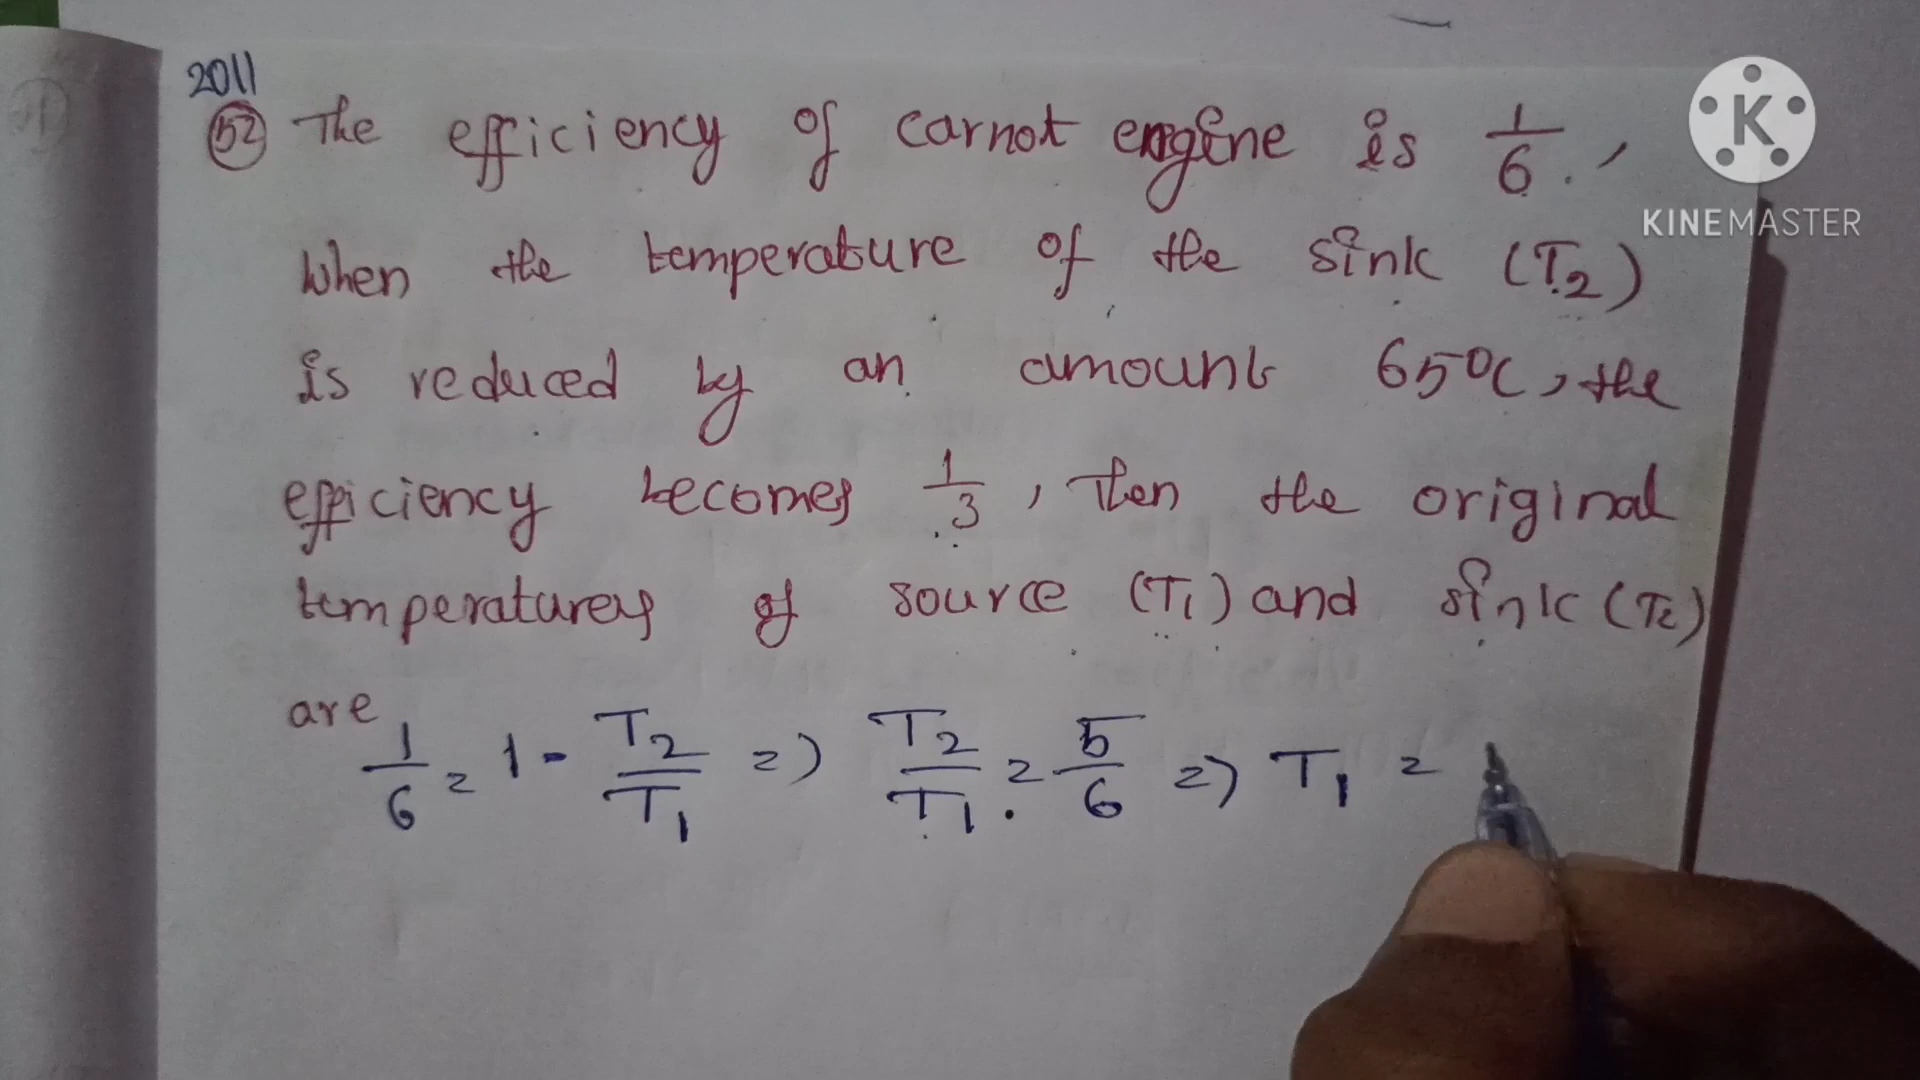 2011
52 The efficiency of carnot engine is 1/6,
K
KINEMASTER
When the temperature of the sink (T2)
is reduced by an amount 65°C, the
efficiency becomes 1/3, Then the original
temperatures of source (T1) and sink (T2)
are
1/6 = 1 - T2/T1 => T2/T1 = 5/6 => T1 =